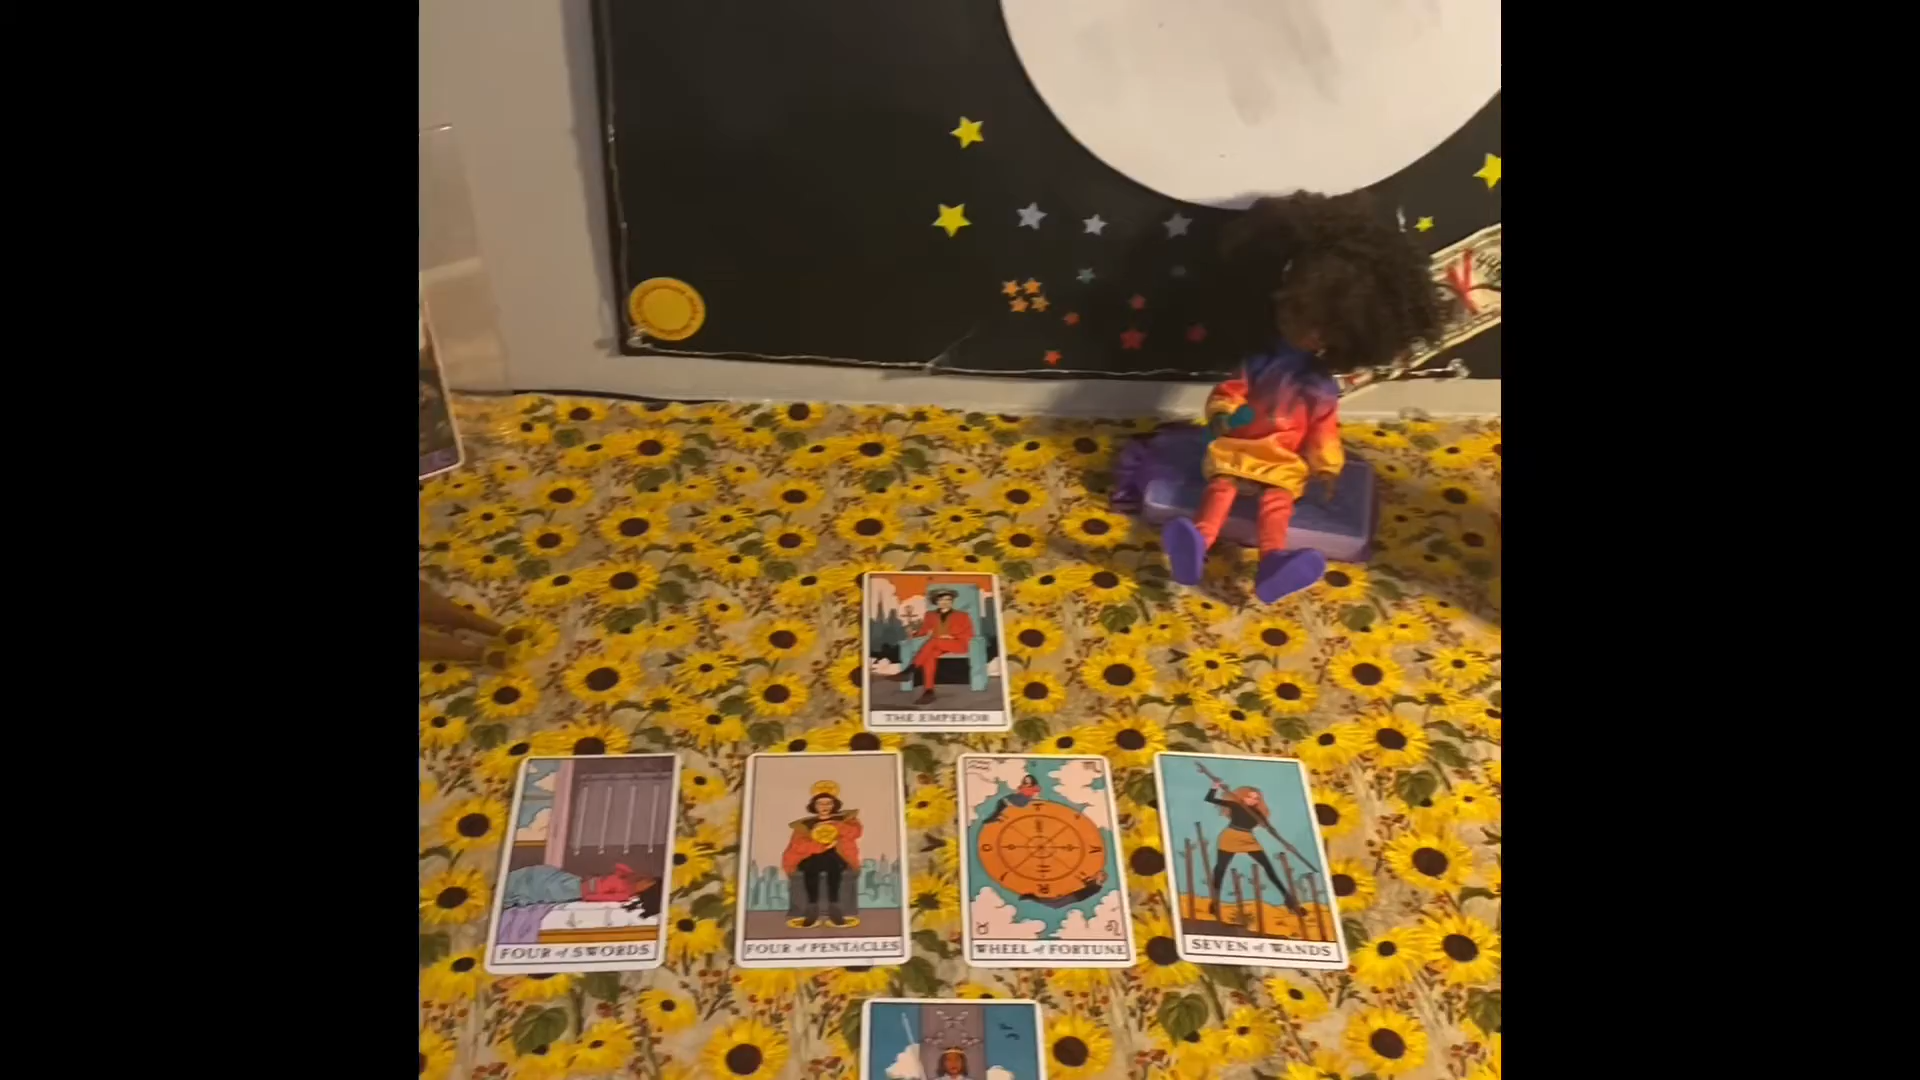 THE EMPEROR
FOUR of SWORDS
FOUR of PENTACLES
WHEEL of FORTUNE
SEVEN of WANDS